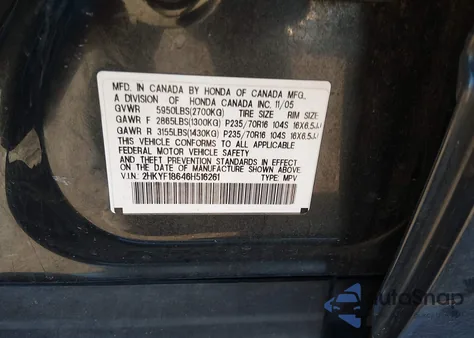 MFD. IN CANADA BY HONDA OF CANADA MFG.,
A DIVISION OF HONDA CANADA INC. 11/05
GVWR 5950LBS(2700KG) TIRE SIZE RIM SIZE
GAWR F 2865LBS(1300KG) P235/70R16 104S 16X6.5JJ
GAWR R 3155LBS(1430KG) P235/70R16 104S 16X6.5JJ
THIS VEHICLE CONFORMS TO ALL APPLICABLE
FEDERAL MOTOR VEHICLE SAFETY
AND THEFT PREVENTION STANDARDS IN EFFECT
ON THE DATE OF MANUFACTURE SHOWN ABOVE.
V.I.N.: 2HKYF18646H516261 TYPE: MPV
AutoSnap